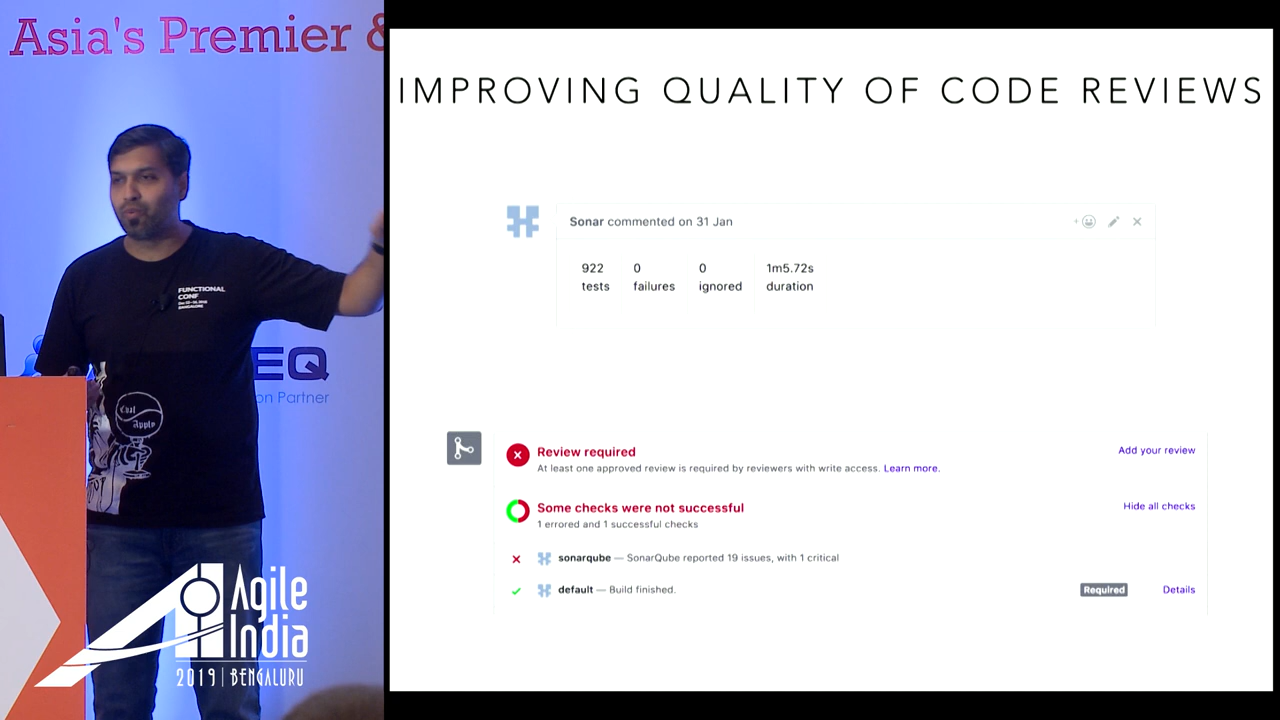 Asia's Premier &
IMPROVING QUALITY OF CODE REVIEWS
Sonar commented on 31 Jan
922 0 0 1m5.72s
tests failures ignored duration
FUNCTIONAL
CONF
BENGALURU
EQ
on Partner
Eval
Apply
Review required Add your review
At least one approved review is required by reviewers with write access. Learn more.
Some checks were not successful Hide all checks
1 errored and 1 successful checks
sonarqube — SonarQube reported 19 issues, with 1 critical
default — Build finished. Required Details
Agile
India
2019 | BENGALURU